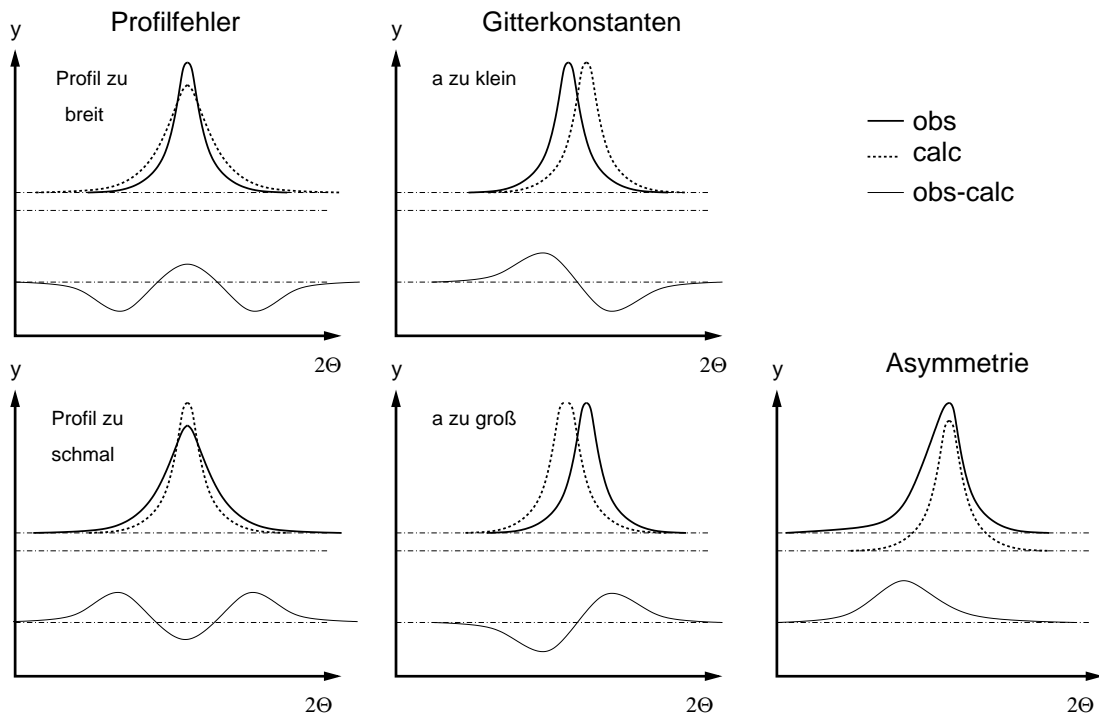 Profilfehler
y
Profil zu
breit
2Θ
Gitterkonstanten
y
a zu klein
2Θ
obs
calc
obs-calc
y
Profil zu
schmal
2Θ
y
a zu groß
2Θ
Asymmetrie
y
2Θ